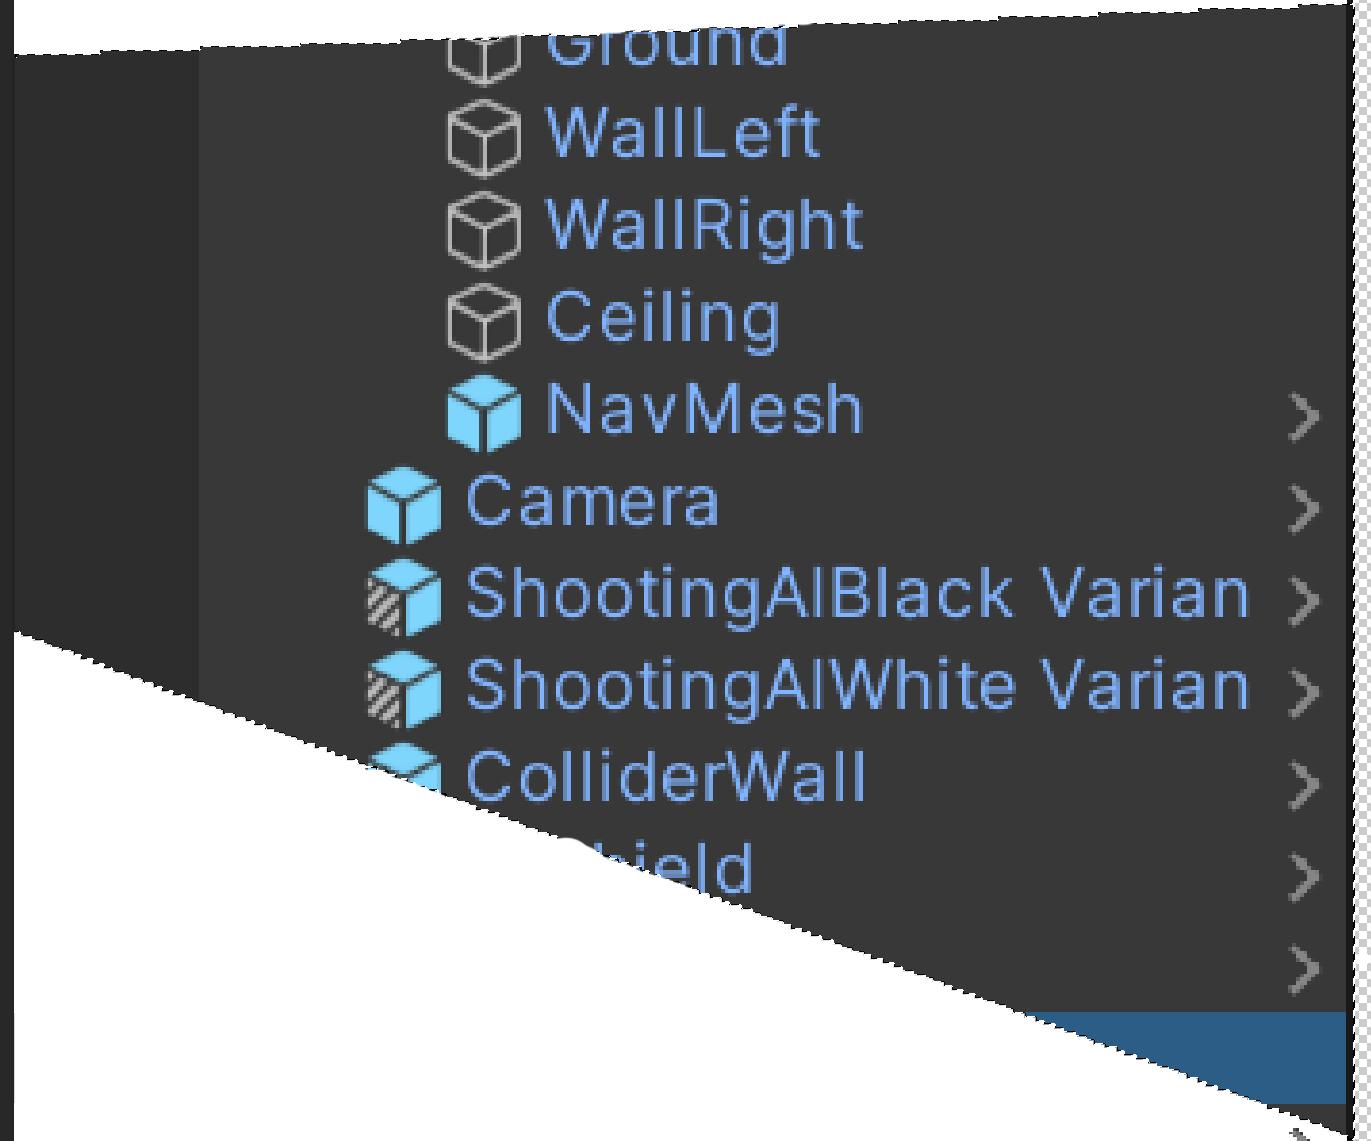 Ground
WallLeft
WallRight
Ceiling
NavMesh
Camera
ShootingAIBlack Varian
ShootingAIWhite Varian
ColliderWall